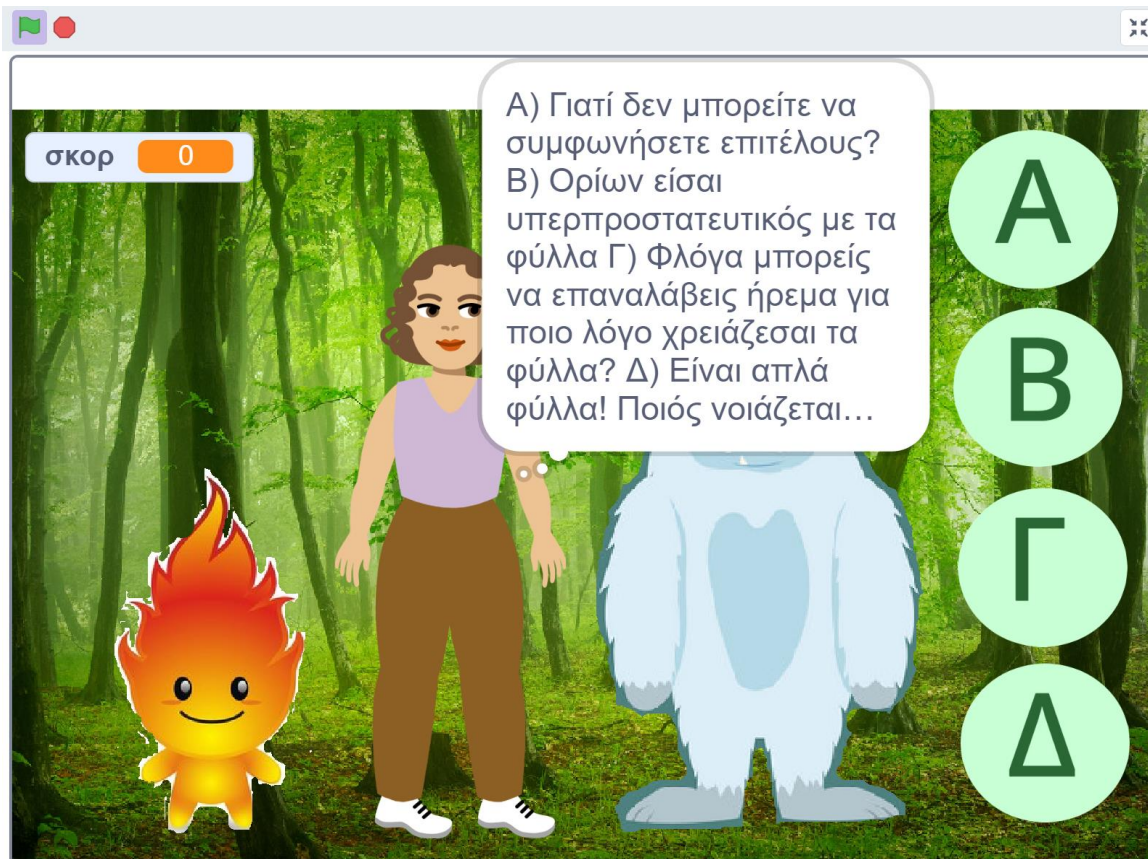 σκορ 0
Α) Γιατί δεν μπορείτε να
συμφωνήσετε επιτέλους?
Β) Ορίων είσαι
υπερπροστατευτικός με τα
φύλλα Γ) Φλόγα μπορείς
να επαναλάβεις ήρεμα για
ποιο λόγο χρειάζεσαι τα
φύλλα? Δ) Είναι απλά
φύλλα! Ποιός νοιάζεται...
Α
Β
Γ
Δ